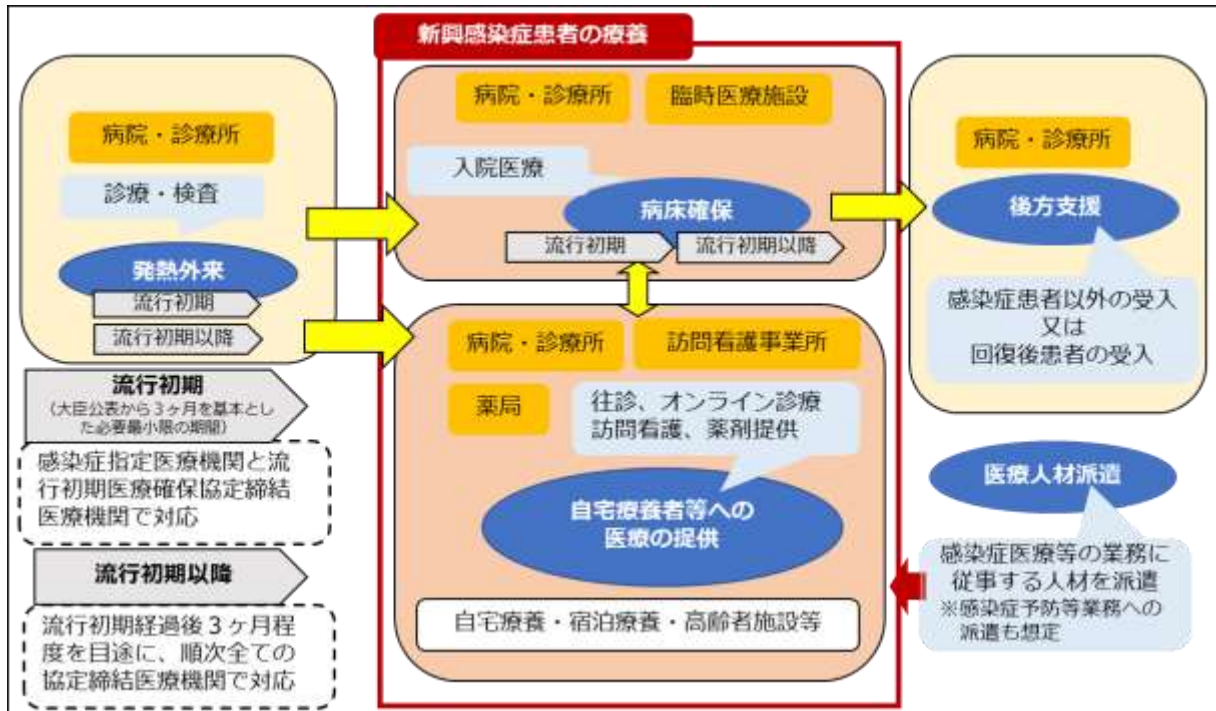 新興感染症患者の療養
病院・診療所
診療・検査
発熱外来
流行初期
流行初期以降
流行初期
(大臣公表から3ヶ月を基本とし
た必要最小限の期間)
感染症指定医療機関と流
行初期医療確保協定締結
医療機関で対応
流行初期以降
流行初期経過後3ヶ月程
度を目途に、順次全ての
協定締結医療機関で対応
病院・診療所
臨時医療施設
入院医療
病床確保
流行初期
流行初期以降
病院・診療所
訪問看護事業所
薬局
往診、オンライン診療
訪問看護、薬剤提供
自宅療養者等への
医療の提供
自宅療養・宿泊療養・高齢者施設等
病院・診療所
後方支援
感染症患者以外の受入
又は
回復後患者の受入
医療人材派遣
感染症医療等の業務に
従事する人材を派遣
※感染症予防等業務への
派遣も想定